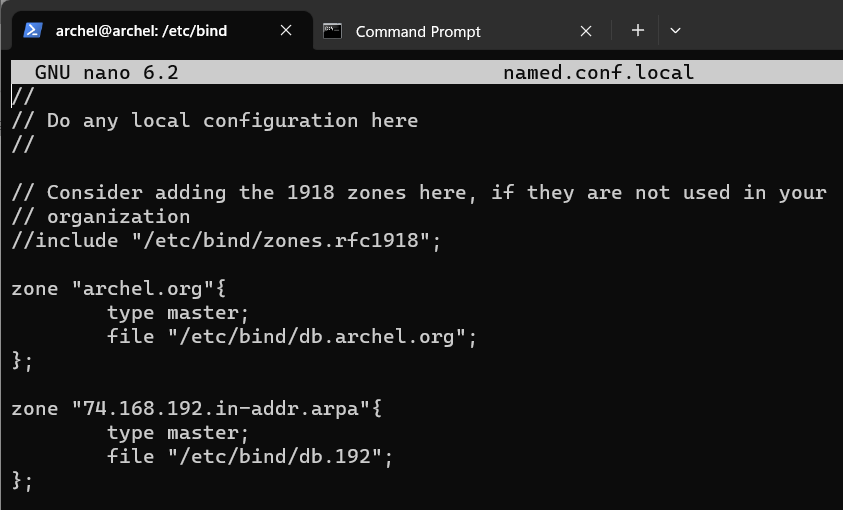 archel@archel: /etc/bind
Command Prompt
GNU nano 6.2 named.conf.local
//
// Do any local configuration here
//
// Consider adding the 1918 zones here, if they are not used in your
// organization
//include "/etc/bind/zones.rfc1918";
zone "archel.org"{
        type master;
        file "/etc/bind/db.archel.org";
};
zone "74.168.192.in-addr.arpa"{
        type master;
        file "/etc/bind/db.192";
};